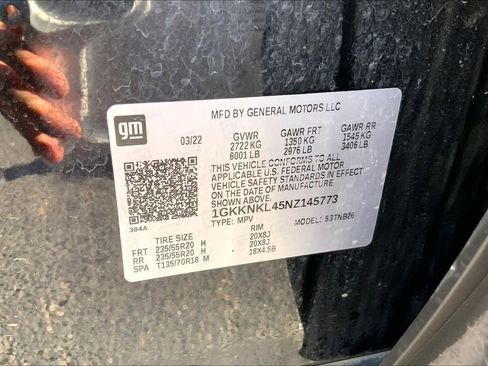 MFD BY GENERAL MOTORS LLC
gm
03/22 GVWR GAWR FRT GAWR RR
2722 KG 1350 KG 1545 KG
6001 LB 2976 LB 3406 LB
THIS VEHICLE CONFORMS TO ALL
APPLICABLE U.S. FEDERAL MOTOR
VEHICLE SAFETY STANDARDS IN EFFECT
ON THE DATE OF MANUFACTURE
SHOWN ABOVE.
1GKKNKL45NZ145773
TYPE: MPV MODEL: 53TNB26
384A
TIRE SIZE RIM
FRT 235/55R20 H 20X8J
RR 235/55R20 H 20X8J
SPA T135/70R18 M 18X4.5B